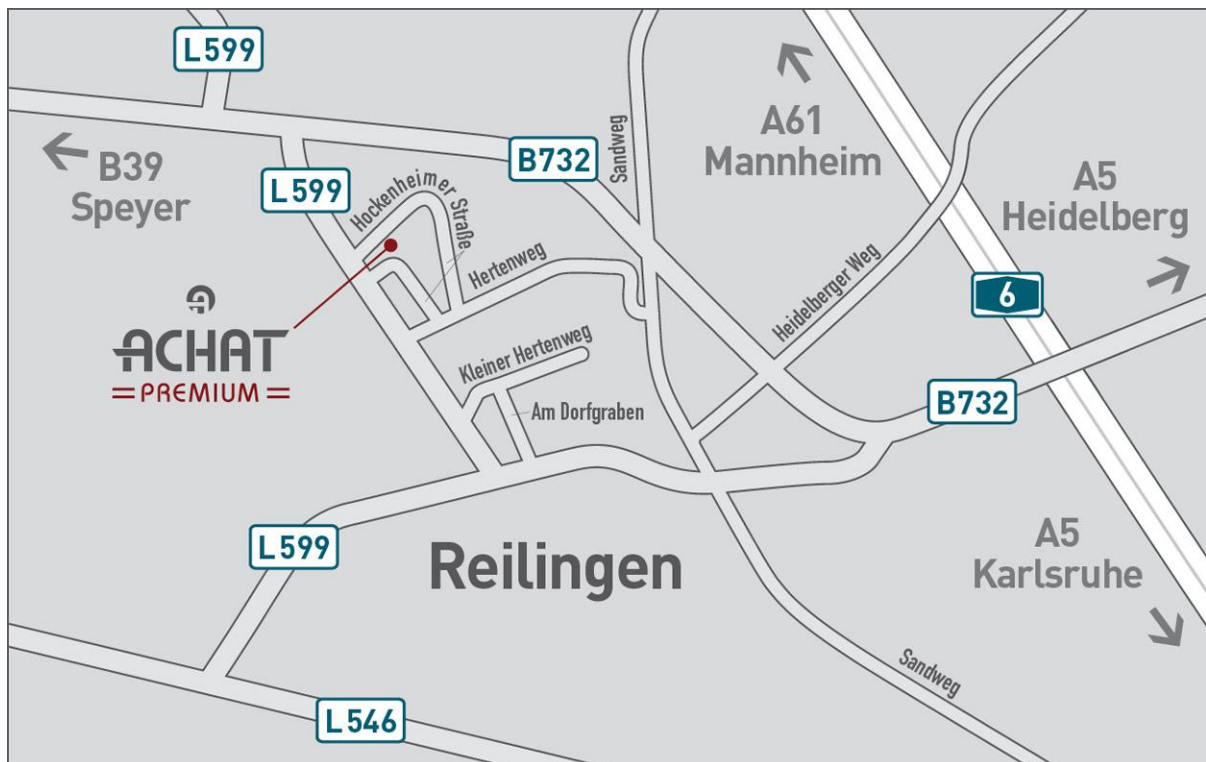 L599
B732
L599
B39
Speyer
A61
Mannheim
A5
Heidelberg
Sandweg
Hockenheimer Straße
Hertenweg
Heidelberger Weg
6
ACHAT
PREMIUM
Kleiner Hertenweg
Am Dorfgraben
B732
L599
Reilingen
A5
Karlsruhe
Sandweg
L546